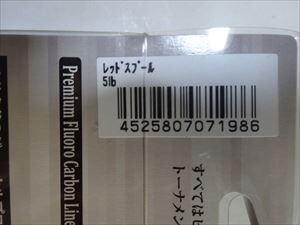 ﾚｯﾄﾞｽﾌﾟｰﾙ
5lb
4525807071986
Premium Fluoro Carbon Line
すべては
トーナメン